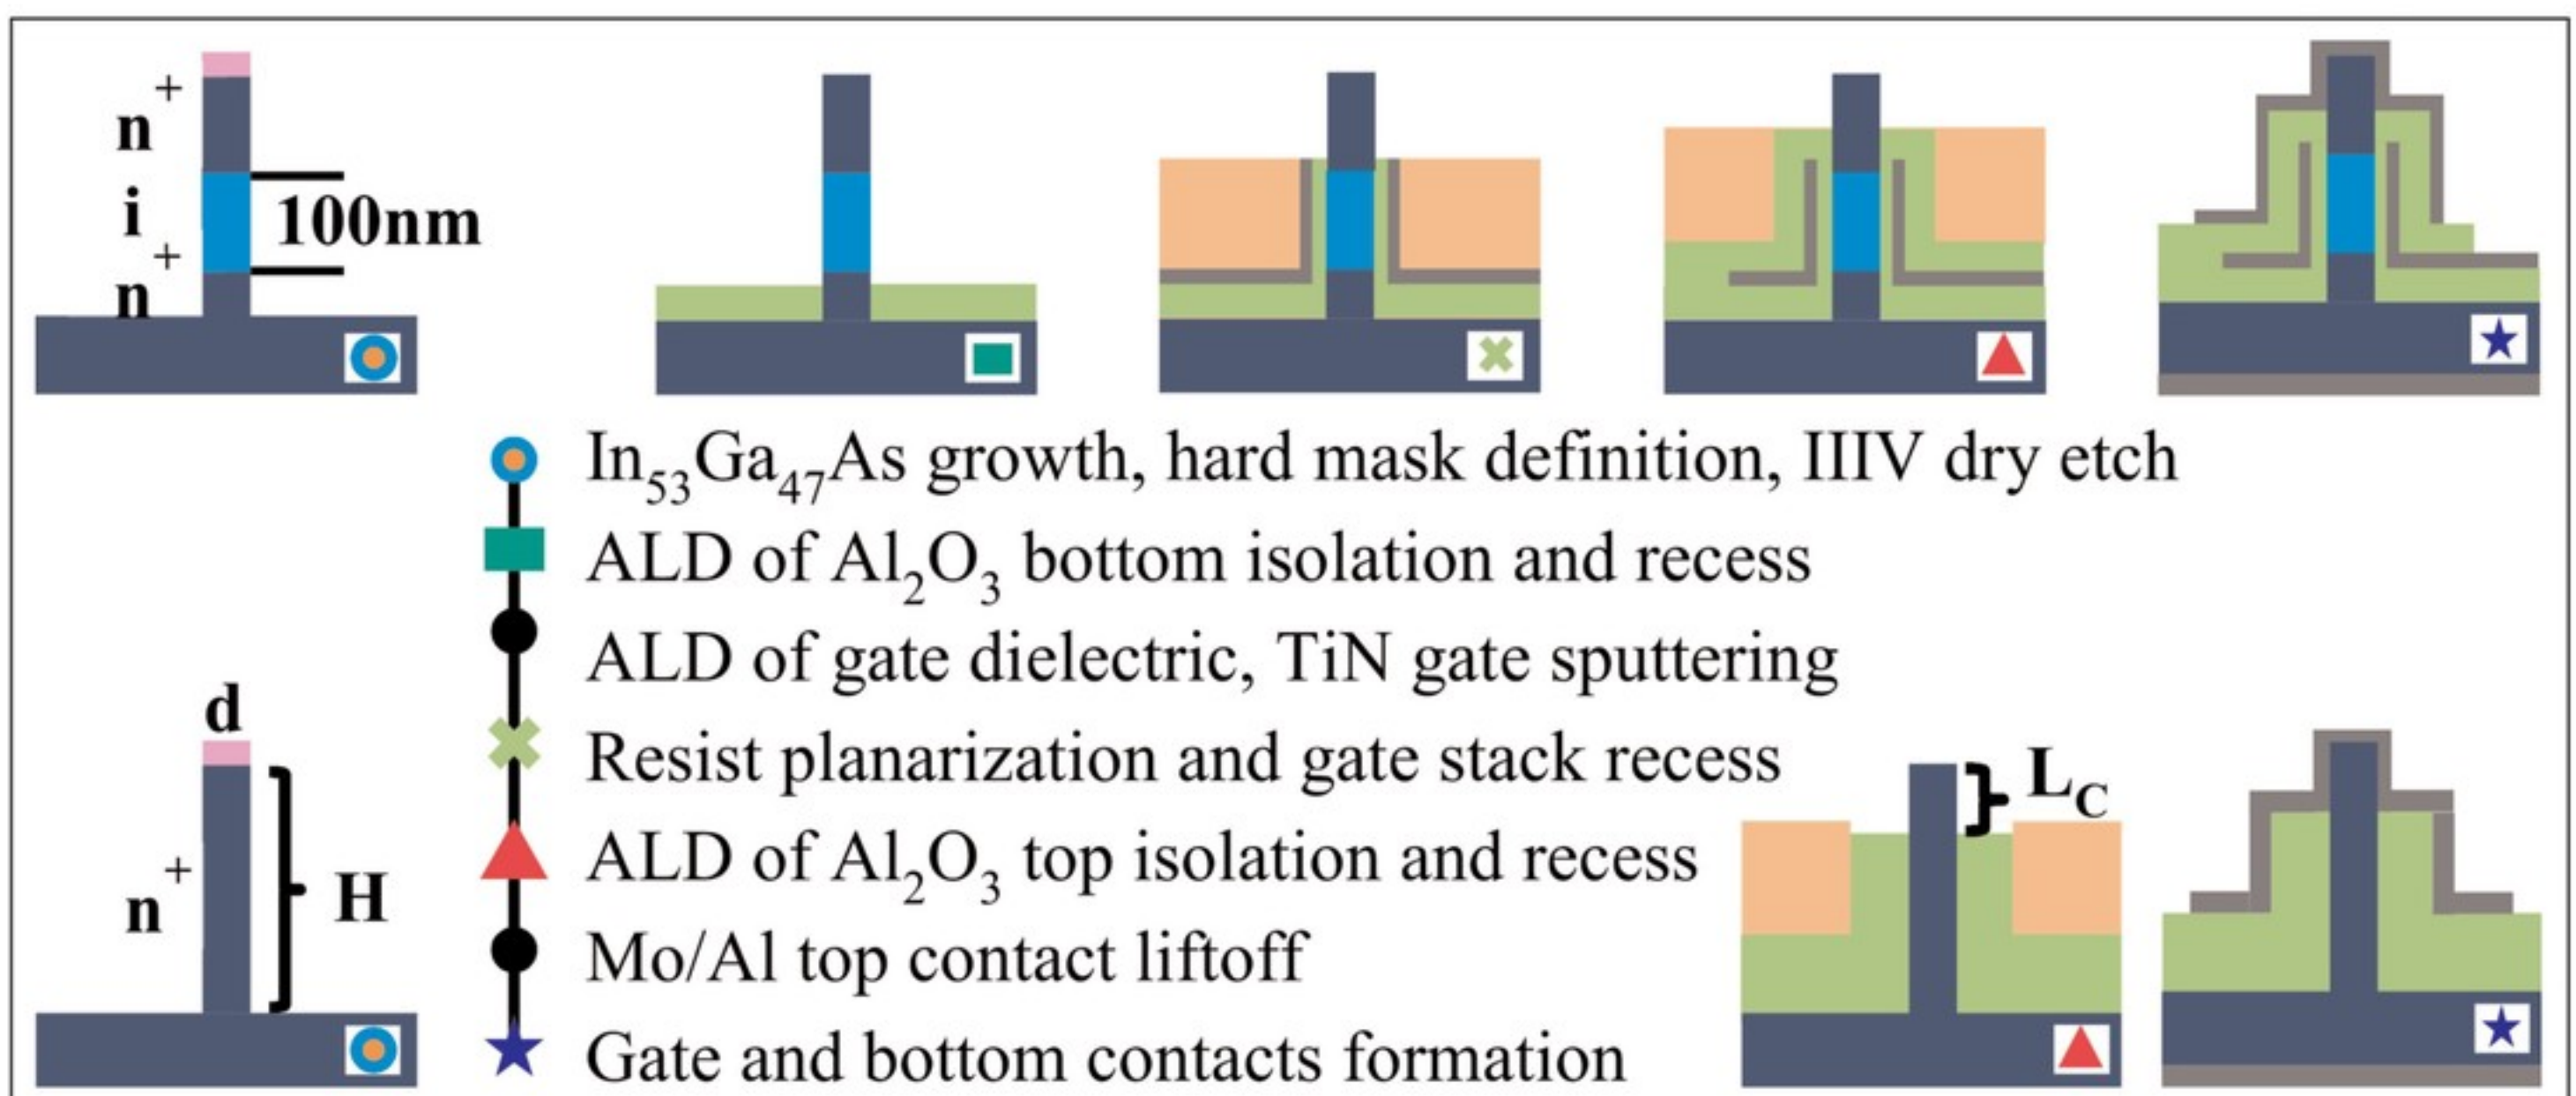 n+
i
n+
100nm
In53Ga47As growth, hard mask definition, IIIV dry etch
ALD of Al2O3 bottom isolation and recess
ALD of gate dielectric, TiN gate sputtering
Resist planarization and gate stack recess
ALD of Al2O3 top isolation and recess
Mo/Al top contact liftoff
Gate and bottom contacts formation
d
n+
H
LC